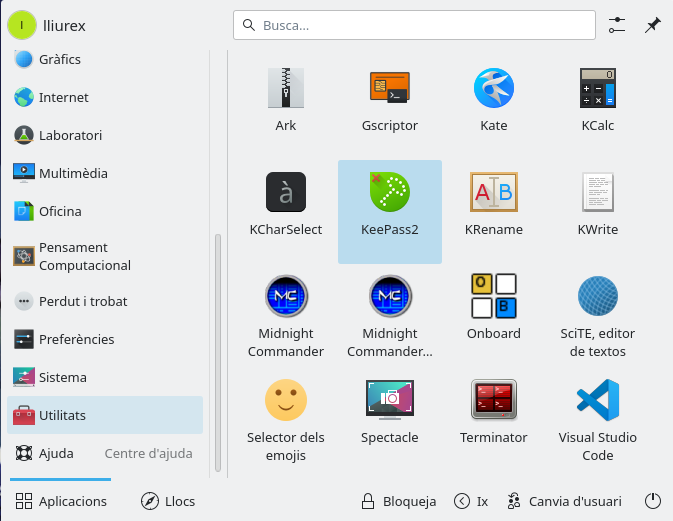 I
lliurex
Busca...
Gràfics
Internet
Laboratori
Multimèdia
Oficina
Pensament
Computacional
Perdut i trobat
Preferències
Sistema
Utilitats
Ajuda Centre d'ajuda
Ark
Gscriptor
Kate
KCalc
KCharSelect
KeePass2
KRename
KWrite
Midnight
Commander
Midnight
Commander...
Onboard
SciTE, editor
de textos
Selector dels
emojis
Spectacle
Terminator
Visual Studio
Code
Aplicacions
Llocs
Bloqueja
Ix
Canvia d'usuari